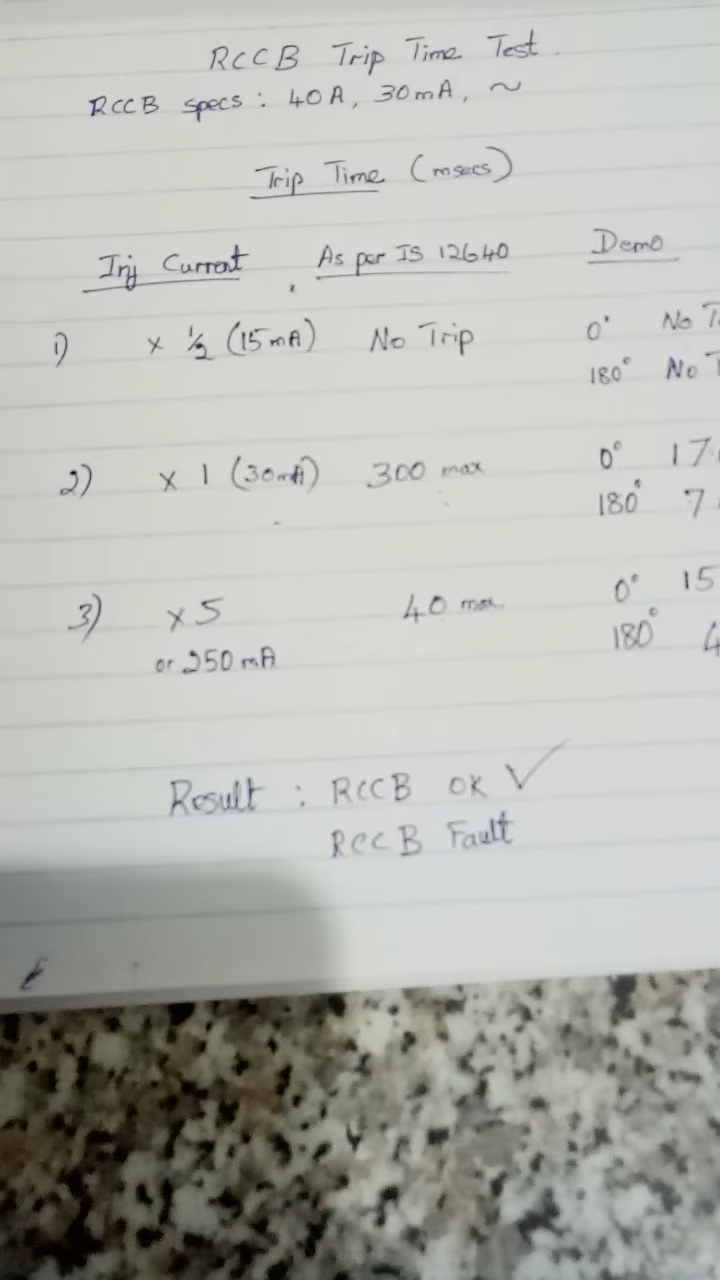 RCCB Trip Time Test.
RCCB specs: 40A, 30mA, ~
Trip Time (msecs)
Inj Current As per IS 12640 Demo
1) x ½ (15mA) No Trip 0° No T
180° No T
2) x 1 (30mA) 300 max 0° 17
180° 7
3) x5 40 max 0° 15
or 250mA 180° 4
Result : RCCB OK ✓
RCCB Fault